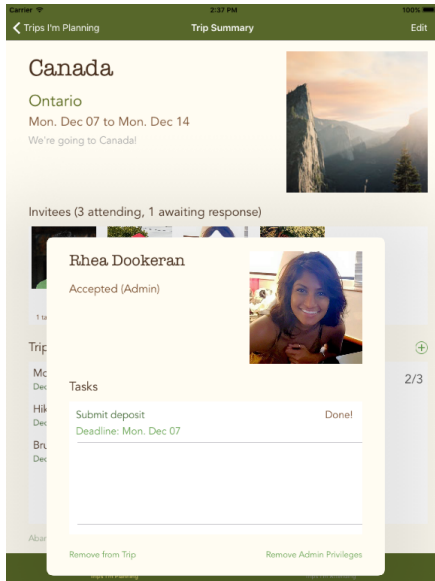 Carrier 2:37 PM 100%
Trips I'm Planning Trip Summary Edit
Canada
Ontario
Mon. Dec 07 to Mon. Dec 14
We're going to Canada!
Invitees (3 attending, 1 awaiting response)
Rhea Dookeran
Accepted (Admin)
1 ta
Trip
2/3
Mo
Dec
Tasks
Hik
Dec
Submit deposit Done!
Deadline: Mon. Dec 07
Bru
Dec
Aban
Remove from Trip Remove Admin Privileges